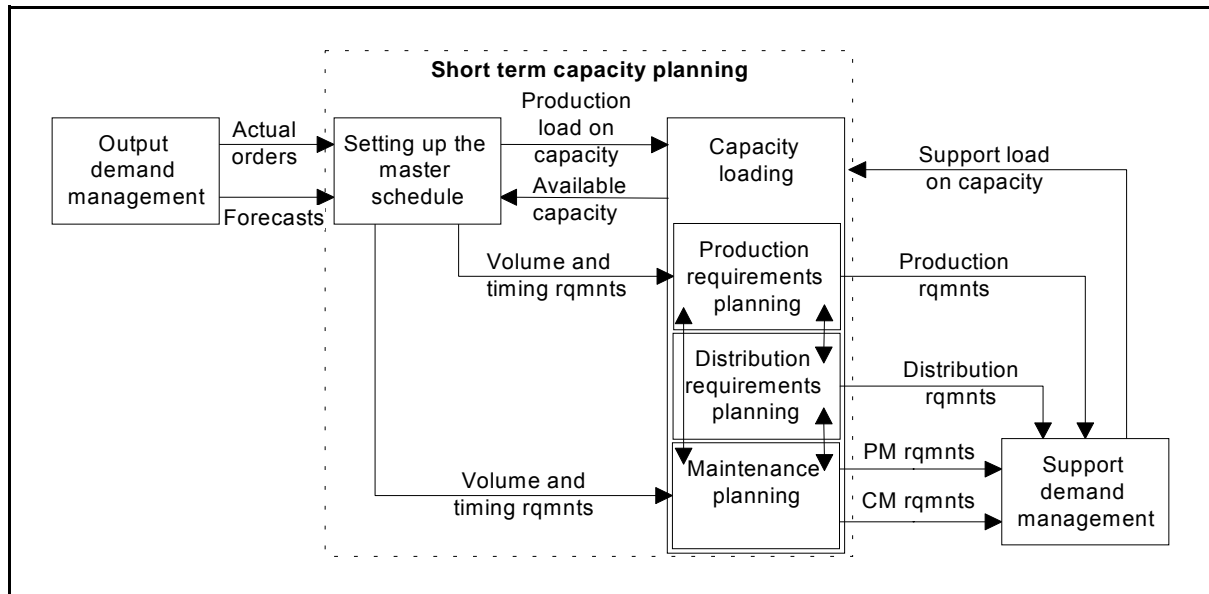 Short term capacity planning
Output
demand
management
Actual
orders
Forecasts
Setting up the
master
schedule
Production
load on
capacity
Available
capacity
Capacity
loading
Support load
on capacity
Volume and
timing rqmnts
Production
requirements
planning
Production
rqmnts
Distribution
requirements
planning
Distribution
rqmnts
Volume and
timing rqmnts
Maintenance
planning
PM rqmnts
CM rqmnts
Support
demand
management